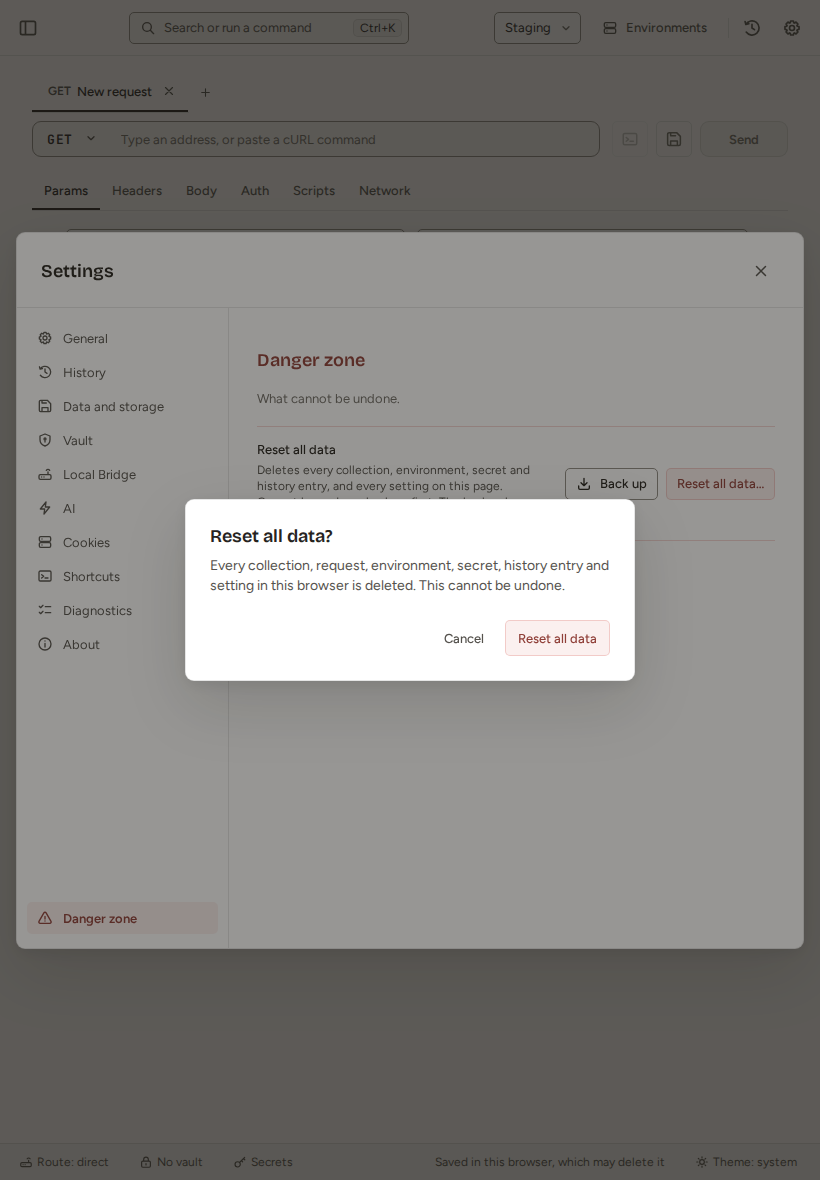 Search or run a command
Ctrl+K
Staging
Environments
GET New request
GET
Type an address, or paste a cURL command
Send
Params
Headers
Body
Auth
Scripts
Network
Settings
General
History
Data and storage
Vault
Local Bridge
AI
Cookies
Shortcuts
Diagnostics
About
Danger zone
Danger zone
What cannot be undone.
Reset all data
Deletes every collection, environment, secret and
history entry, and every setting on this page.
Back up
Reset all data...
Reset all data?
Every collection, request, environment, secret, history entry and
setting in this browser is deleted. This cannot be undone.
Cancel
Reset all data
Route: direct
No vault
Secrets
Saved in this browser, which may delete it
Theme: system